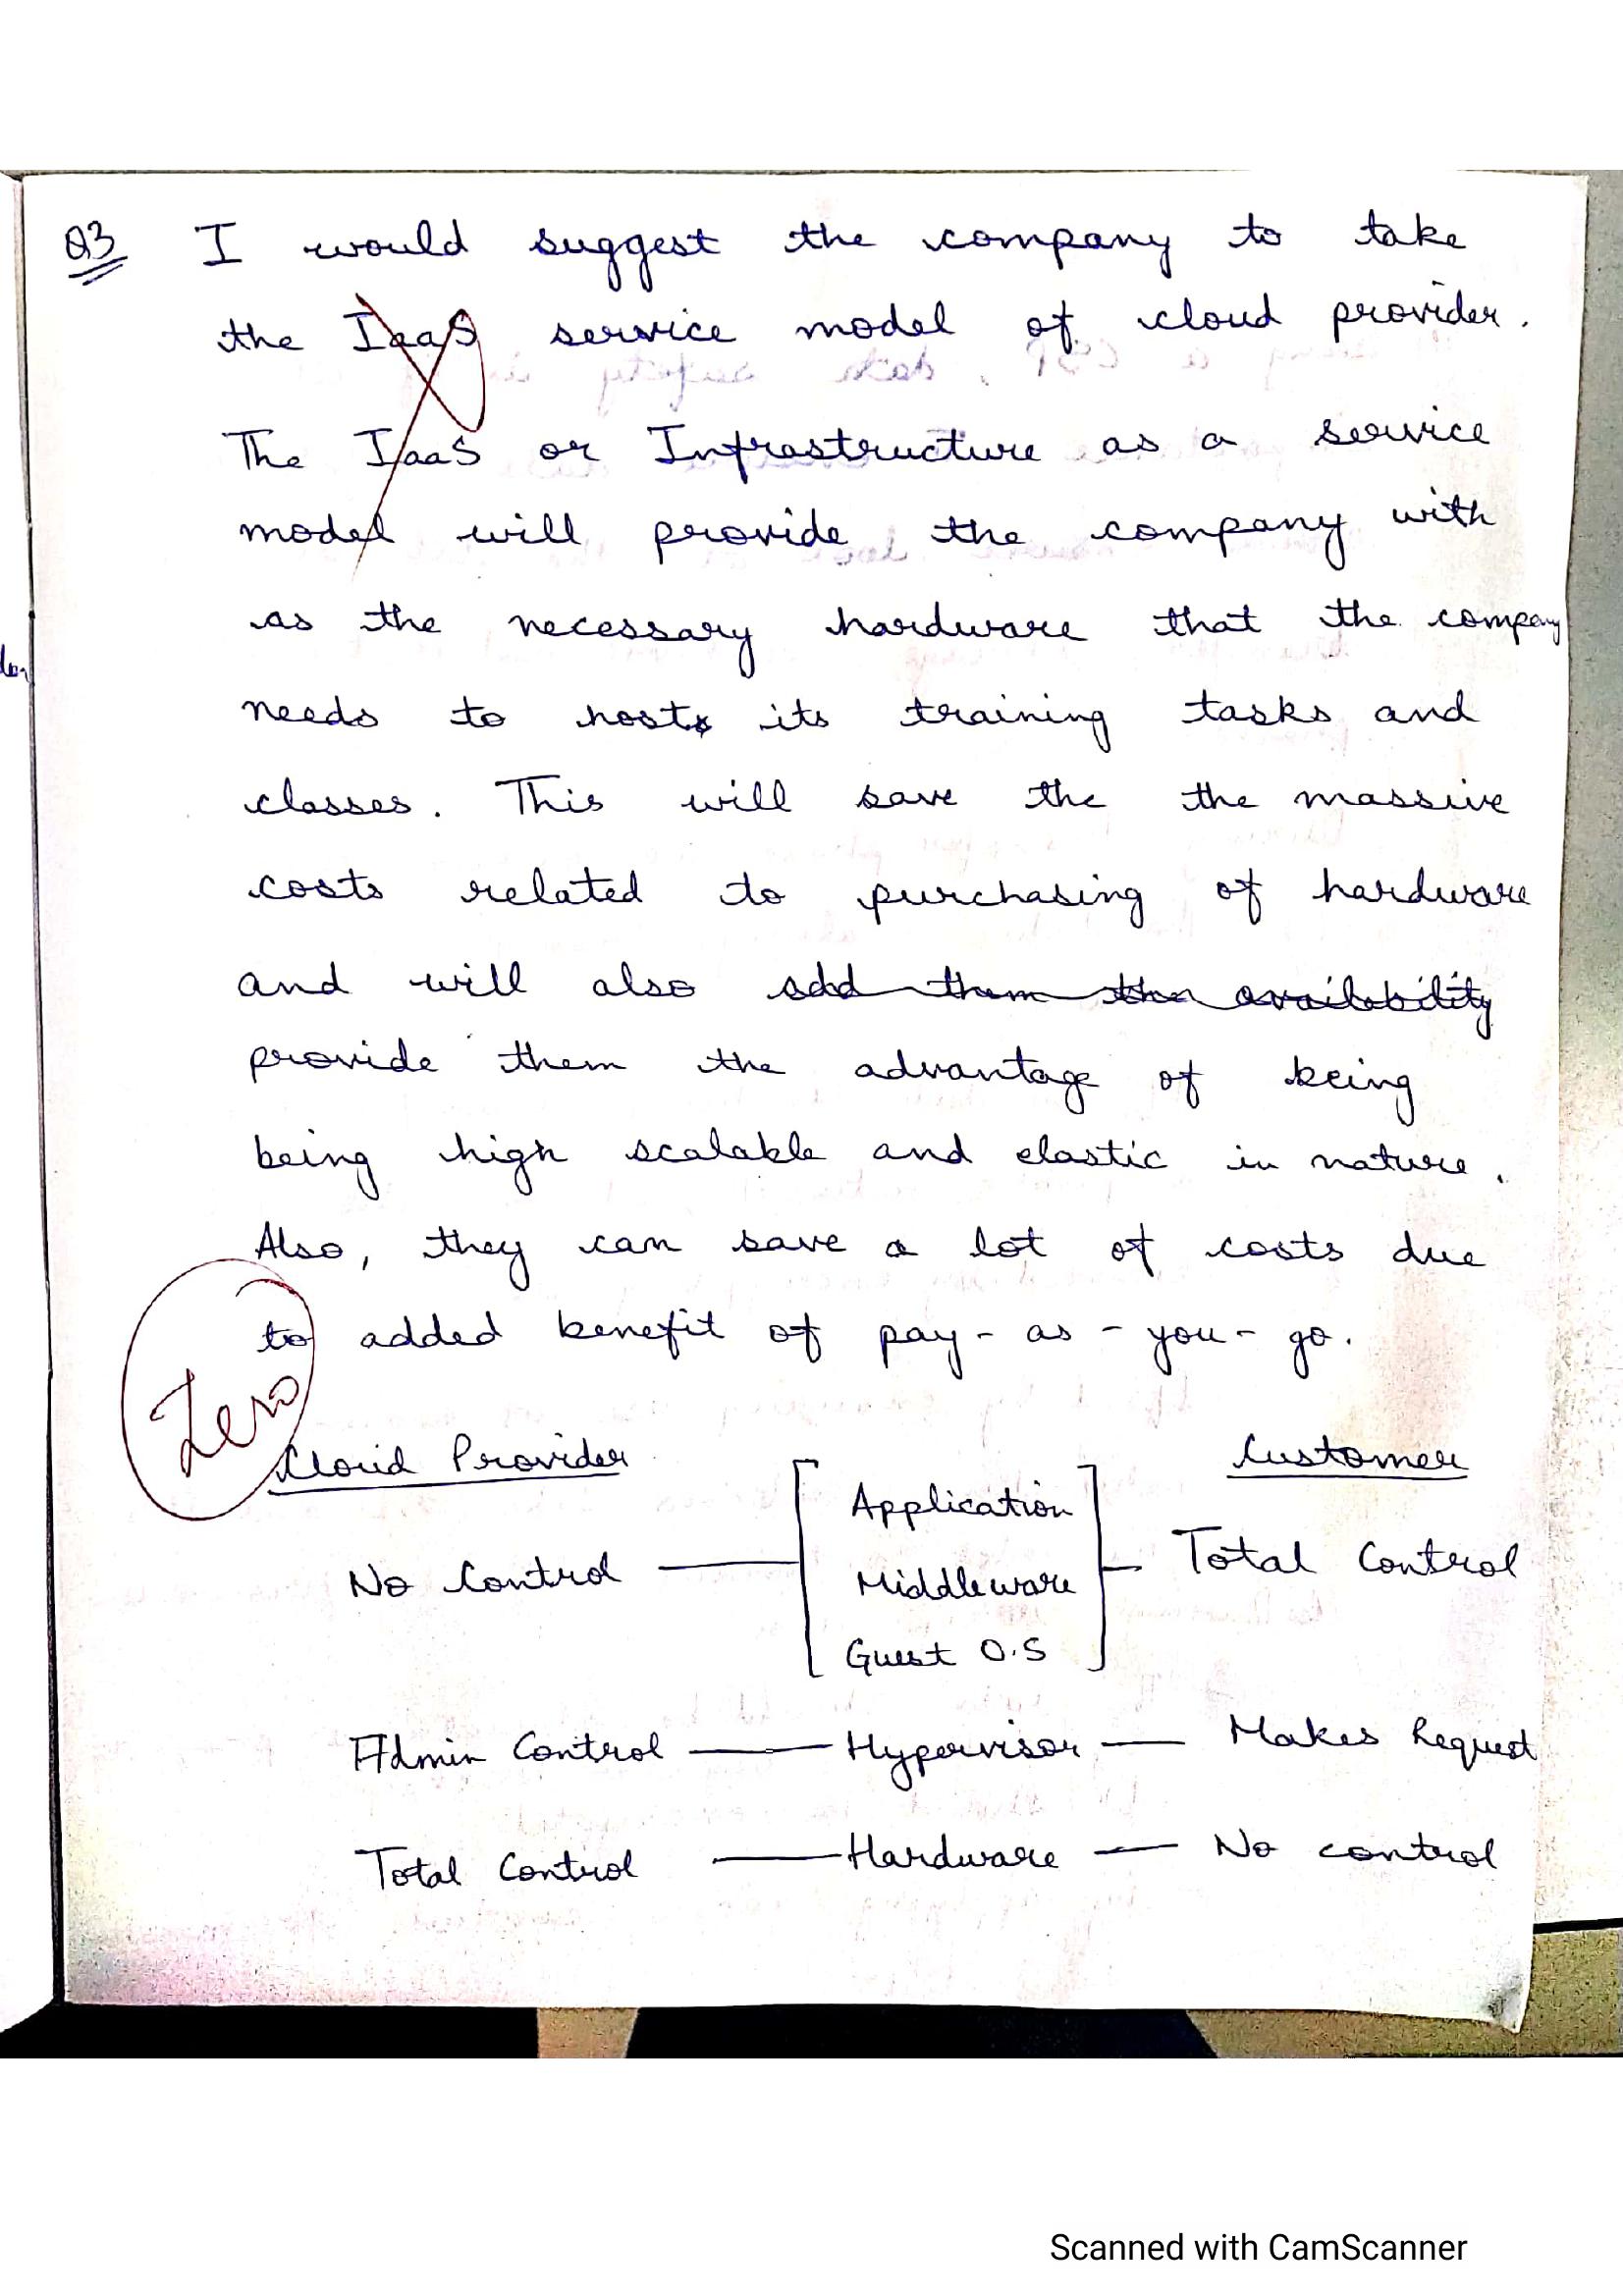 Q3 I would suggest the company to take
the IaaS service model of cloud provider.
The IaaS or Infrastructure as a service
model will provide the company with
as the necessary hardware that the company
needs to host its training tasks and
classes. This will save the the massive
costs related to purchasing of hardware
and will also add them the availability
provide them the advantage of being
being high scalable and elastic in nature.
Also, they can save a lot of costs due
to added benefit of pay-as-you-go.
Zero
Cloud Provider Customer
Application
No Control Middleware Total Control
Guest O.S
Admin Control Hypervisor Makes Request
Total Control Hardware No control
Scanned with CamScanner